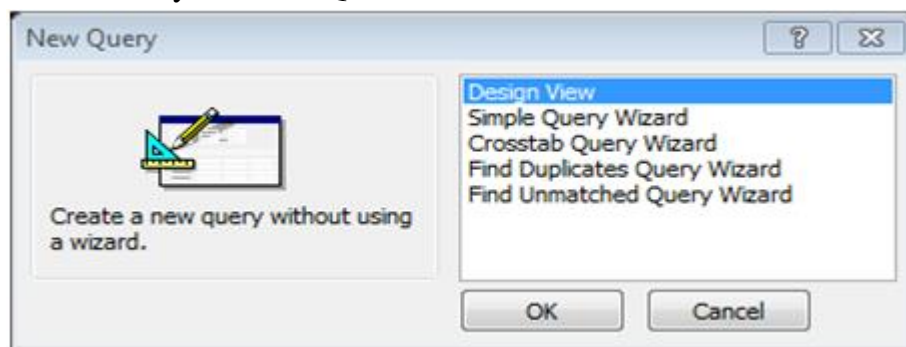 New Query
Design View
Simple Query Wizard
Crosstab Query Wizard
Find Duplicates Query Wizard
Find Unmatched Query Wizard
Create a new query without using
a wizard.
OK
Cancel